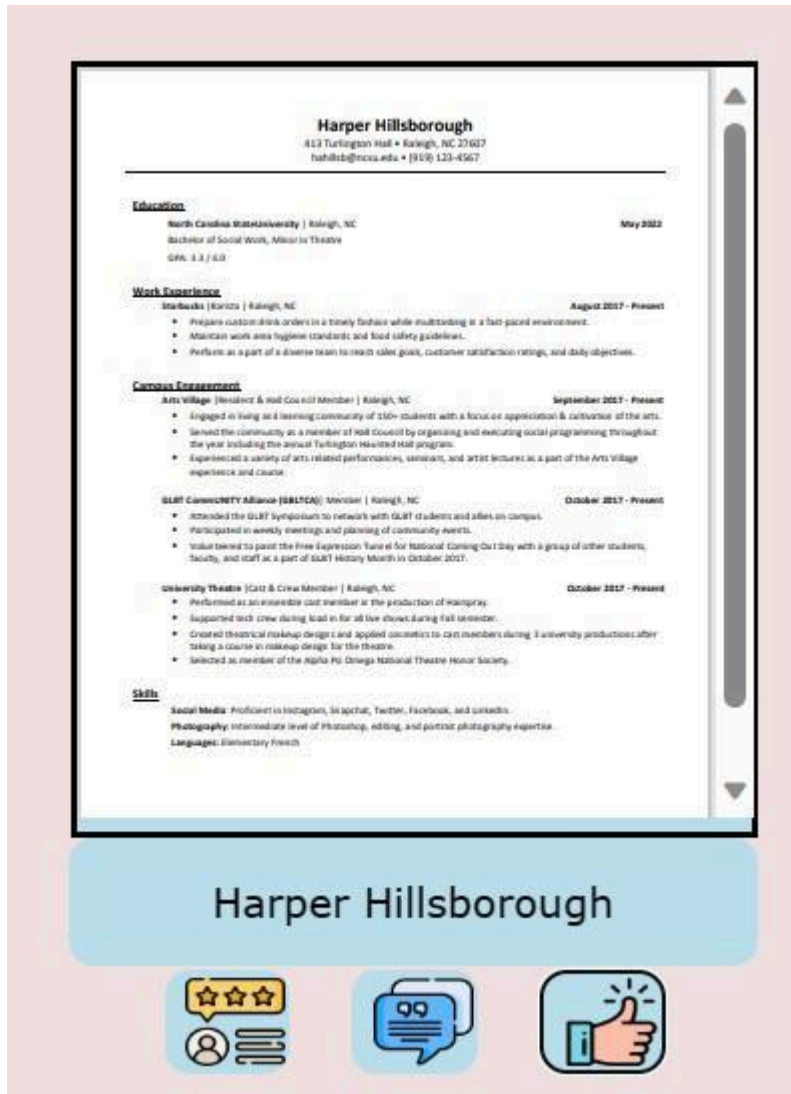 Harper Hillsborough
413 Turlington Hall • Raleigh, NC 27607
hahillsb@ncsu.edu • (919) 123-4567
Education
North Carolina StateUniversity | Raleigh, NC May 2022
Bachelor of Social Work, Minor in Theatre
GPA: 3.3 / 4.0
Work Experience
Starbucks |Barista | Raleigh, NC August 2017 - Present
• Prepare custom drink orders in a timely fashion while multitasking in a fast-paced environment.
• Maintain work area hygiene standards and food safety guidelines.
• Perform as a part of a diverse team to reach sales goals, customer satisfaction ratings, and daily objectives.
Campus Engagement
Arts Village |Resident & Hall Council Member | Raleigh, NC September 2017 - Present
• Engaged in living and learning community of 150+ students with a focus on appreciation & cultivation of the arts.
• Served the community as a member of Hall Council by organizing and executing social programming throughout
the year including the annual Turlington Haunted Hall program.
• Experienced a variety of arts related performances, seminars, and artist lectures as a part of the Arts Village
experience and course.
GLBT CommUNITY Alliance (GBLTCA)| Member | Raleigh, NC October 2017 - Present
• Attended the GLBT Symposium to network with GLBT students and allies on campus.
• Participated in weekly meetings and planning of community events.
• Volunteered to paint the Free Expression Tunnel for National Coming Out Day with a group of other students,
faculty, and staff as a part of GLBT History Month in October 2017.
University Theatre |Cast & Crew Member | Raleigh, NC October 2017 - Present
• Performed as an ensemble cast member in the production of Hairspray.
• Supported tech crew during load in for all live shows during Fall semester.
• Created theatrical makeup designs and applied cosmetics to cast members during 3 university productions after
taking a course in makeup design for the theatre.
• Selected as member of the Alpha Psi Omega National Theatre Honor Society.
Skills
Social Media: Proficient in Instagram, Snapchat, Twitter, Facebook, and LinkedIn.
Photography: Intermediate level of Photoshop, editing, and portrait photography expertise.
Languages: Elementary French
Harper Hillsborough